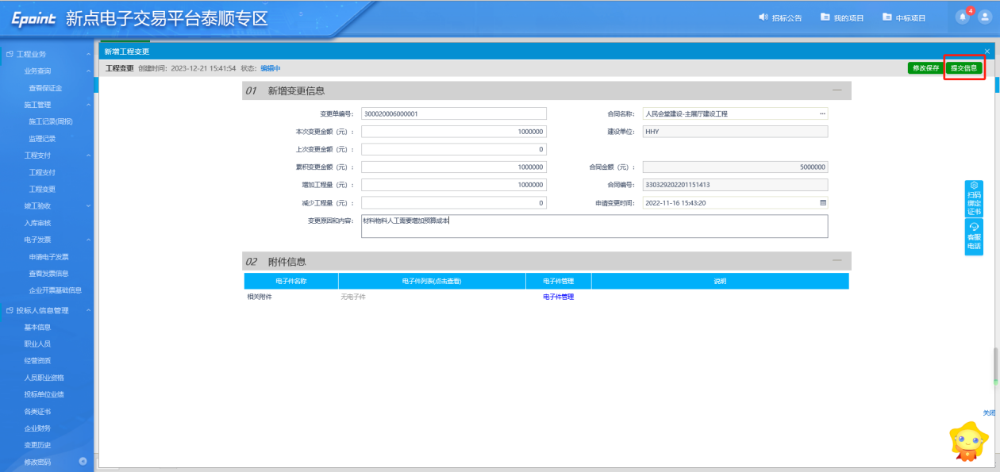 Epoint 新点电子交易平台泰顺专区
招标公告 我的项目 中标项目 4
工程业务
业务查询
查看保证金
施工管理
施工记录(周报)
监理记录
工程支付
工程支付
工程变更
竣工验收
入库审核
电子发票
申请电子发票
查看发票信息
企业开票基础信息
投标人信息管理
基本信息
职业人员
经营资质
人员职业资格
投标单位业绩
各类证书
企业财务
变更历史
修改密码
新增工程变更
工程变更 创建时间: 2023-12-21 15:41:54 状态: 编辑中
修改保存 提交信息
01 新增变更信息
变更单编号: 300020006000001 合同名称: 人民会堂建设-主展厅建设工程 ...
本次变更金额（元）: 1000000 建设单位: HHY
上次变更金额（元）: 0
累积变更金额（元）: 1000000 合同金额（元）: 5000000
增加工程量（元）: 1000000 合同编号: 330329202201151413
减少工程量（元）: 0 申请变更时间: 2022-11-16 15:43:20
变更原因和内容: 材料物料人工需要增加预算成本
02 附件信息
电子件名称 电子件列表(点击查看) 电子件管理 说明
相关附件 无电子件 电子件管理
扫码
绑定
证书
客服
电话
关闭